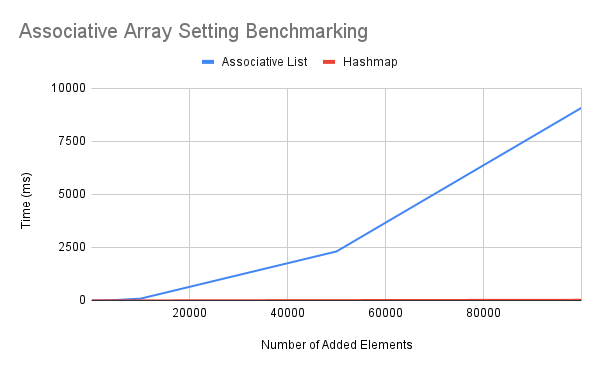 Associative Array Setting Benchmarking
Associative List Hashmap
10000
7500
5000
2500
0
Time (ms)
20000 40000 60000 80000
Number of Added Elements